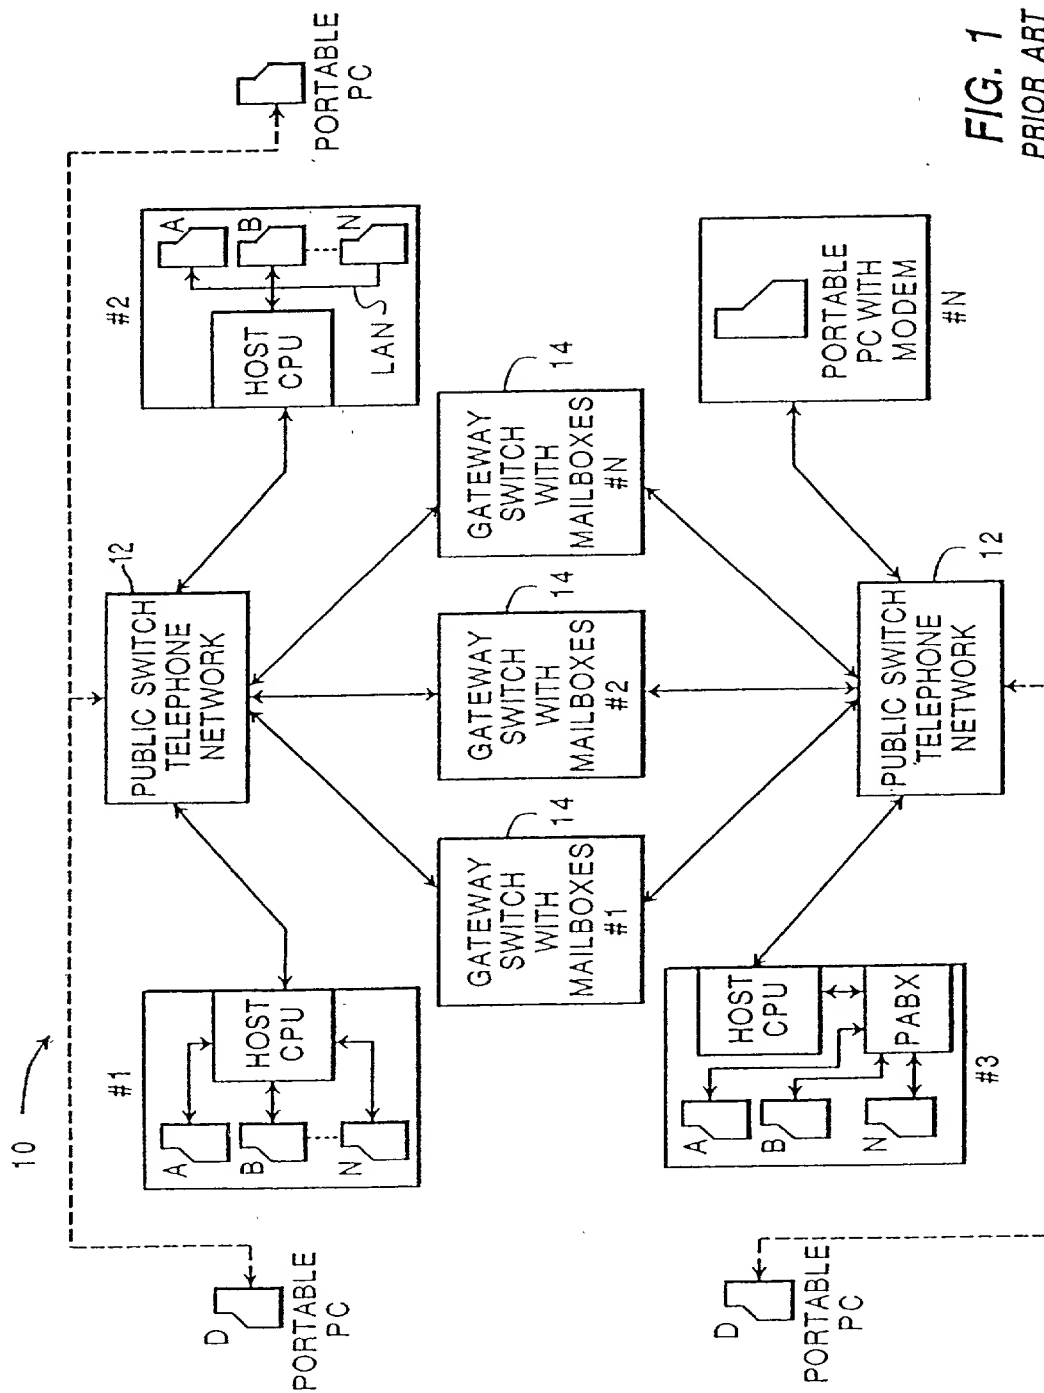 10
#1
A
B
N
HOST
CPU
D
PORTABLE
PC
PUBLIC SWITCH
TELEPHONE
NETWORK
12
#2
HOST
CPU
LAN
A
B
N
PORTABLE
PC
GATEWAY
SWITCH
WITH
MAILBOXES
#1
14
GATEWAY
SWITCH
WITH
MAILBOXES
#2
14
GATEWAY
SWITCH
WITH
MAILBOXES
#N
14
D
PORTABLE
PC
A
B
N
HOST
CPU
PABX
#3
PUBLIC SWITCH
TELEPHONE
NETWORK
12
PORTABLE
PC WITH
MODEM
#N
FIG. 1
PRIOR ART